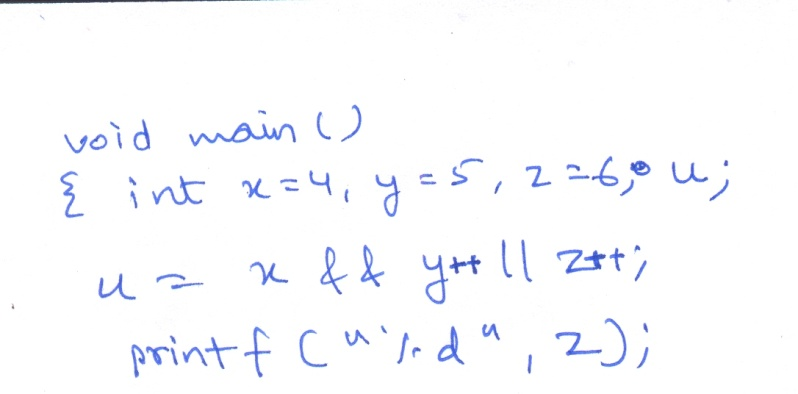 void main ()
{ int x=4, y=5, z=6, u;
u = x && y++ || z++;
printf ("%d", z);